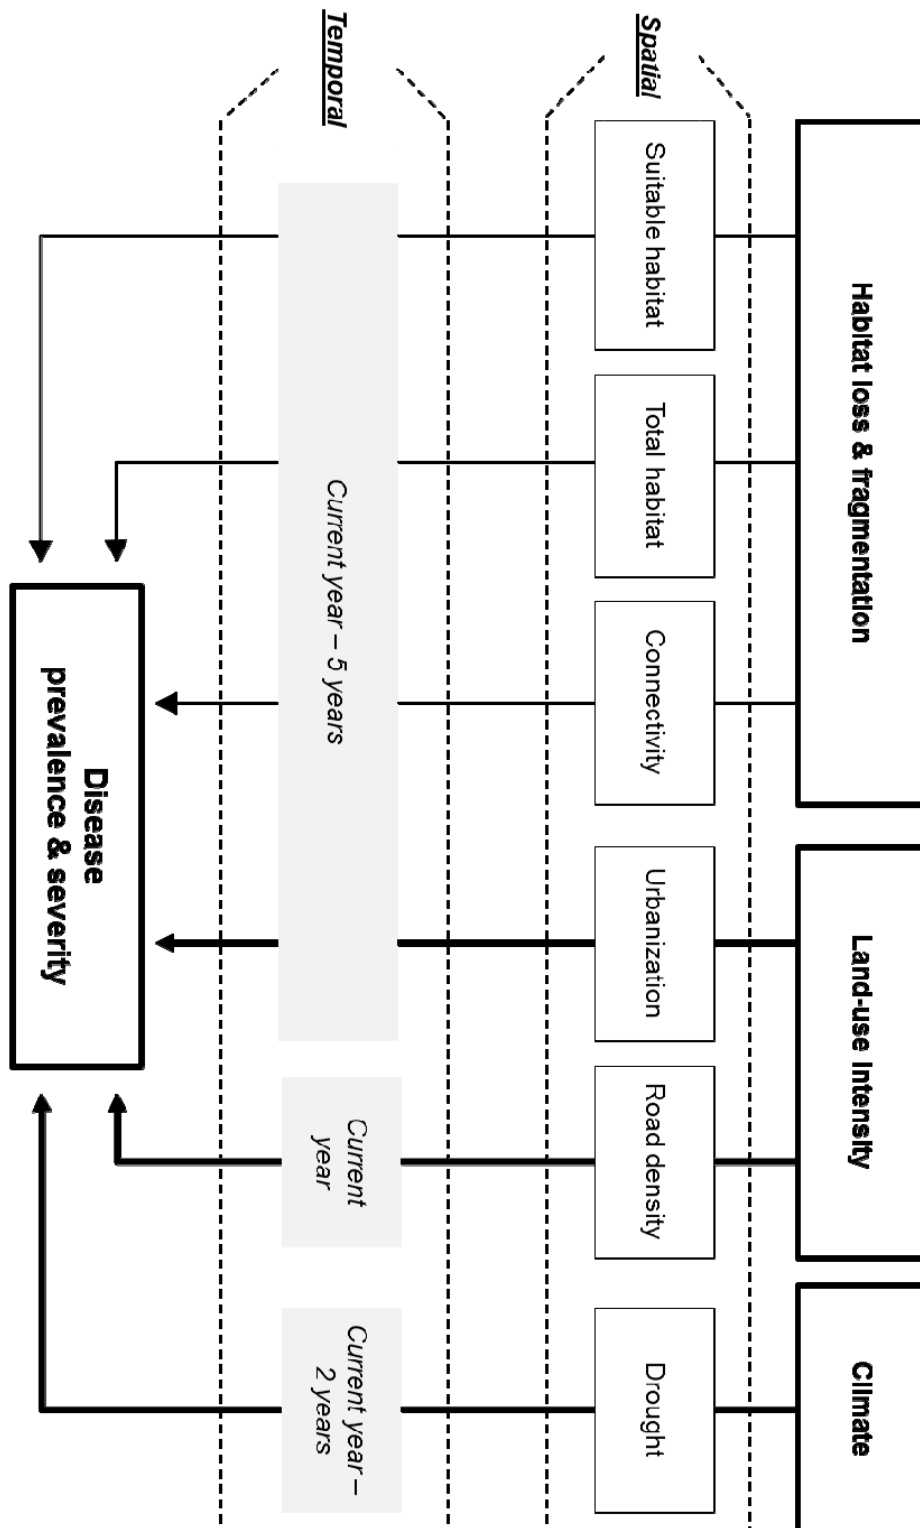 Habitat loss & fragmentation
Land-use Intensity
Climate
Spatial
Suitable habitat
Total habitat
Connectivity
Urbanization
Road density
Drought
Temporal
Current year – 5 years
Current
year
Current year –
2 years
Disease
prevalence & severity